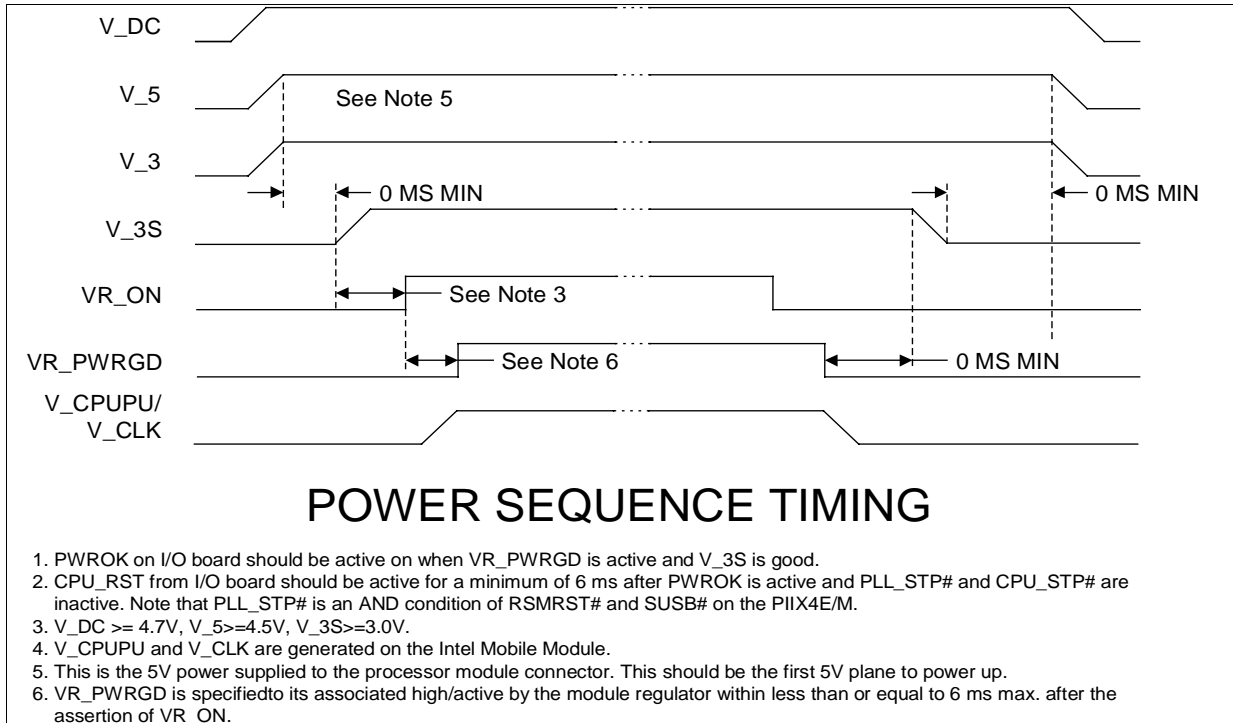 V_DC
V_5
See Note 5
V_3
0 MS MIN
0 MS MIN
V_3S
VR_ON
See Note 3
VR_PWRGD
See Note 6
0 MS MIN
V_CPUPU/
V_CLK
POWER SEQUENCE TIMING
1. PWROK on I/O board should be active on when VR_PWRGD is active and V_3S is good.
2. CPU_RST from I/O board should be active for a minimum of 6 ms after PWROK is active and PLL_STP# and CPU_STP# are
inactive. Note that PLL_STP# is an AND condition of RSMRST# and SUSB# on the PIIX4E/M.
3. V_DC >= 4.7V, V_5>=4.5V, V_3S>=3.0V.
4. V_CPUPU and V_CLK are generated on the Intel Mobile Module.
5. This is the 5V power supplied to the processor module connector. This should be the first 5V plane to power up.
6. VR_PWRGD is specifiedto its associated high/active by the module regulator within less than or equal to 6 ms max. after the
assertion of VR_ON.